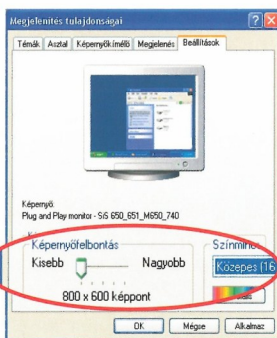 Megjelenítés tulajdonságai
Témák Asztal Képernyőkímélő Megjelenés Beállítások
Képernyő:
Plug and Play monitor - SiS 650_651_M650_740
Képernyőfelbontás
Színminő
Kisebb Nagyobb
Közepes (16
800 x 600 képpont
OK Mégse Alkalmaz